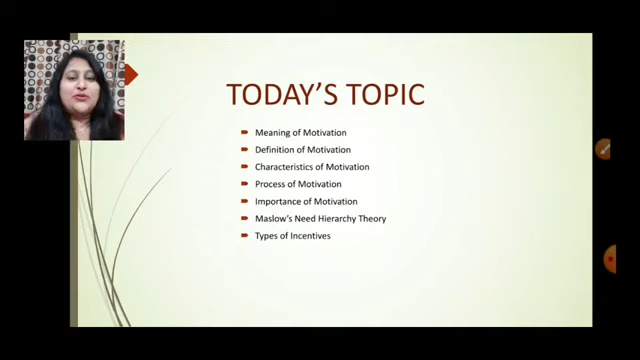 TODAY'S TOPIC
Meaning of Motivation
Definition of Motivation
Characteristics of Motivation
Process of Motivation
Importance of Motivation
Maslow's Need Hierarchy Theory
Types of Incentives